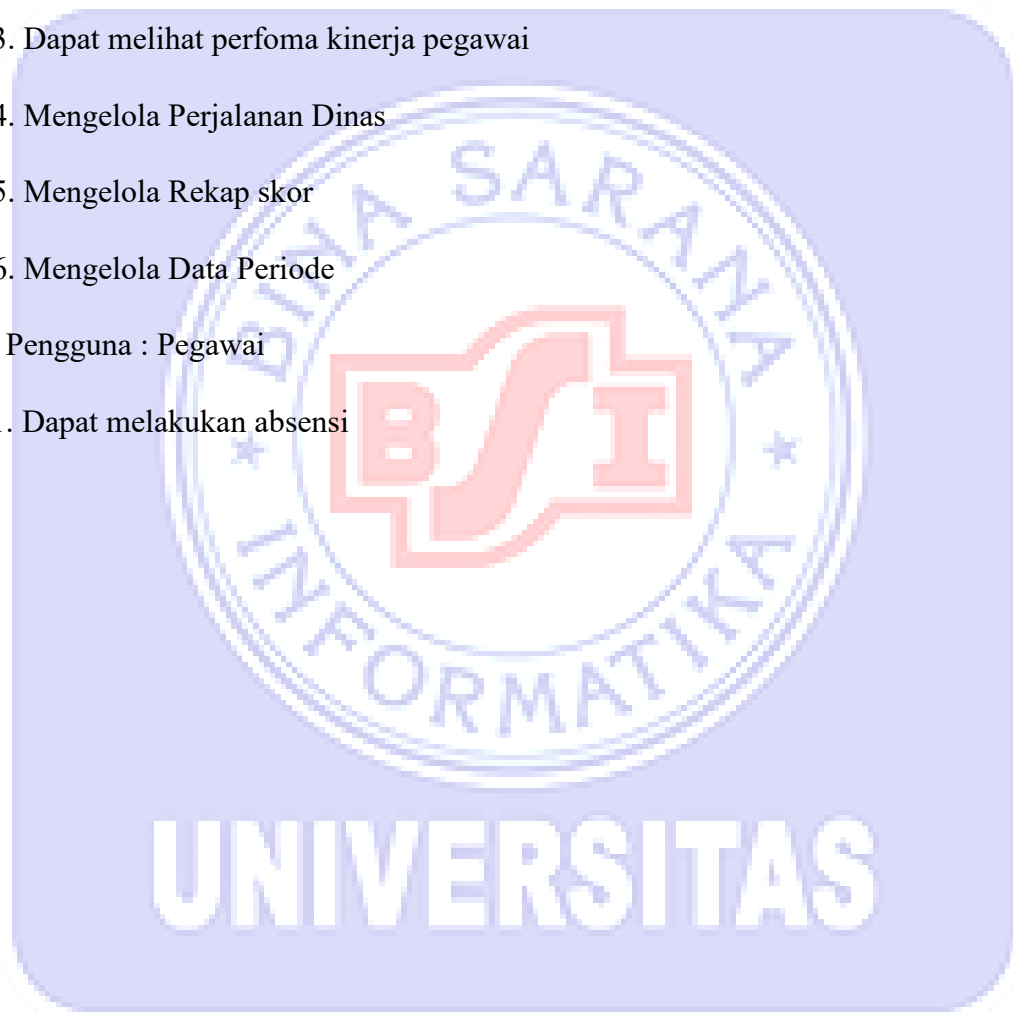 3. Dapat melihat perfoma kinerja pegawai
4. Mengelola Perjalanan Dinas
5. Mengelola Rekap skor
6. Mengelola Data Periode
Pengguna : Pegawai
1. Dapat melakukan absensi
BINA SARANA
BSI
INFORMATIKA
UNIVERSITAS